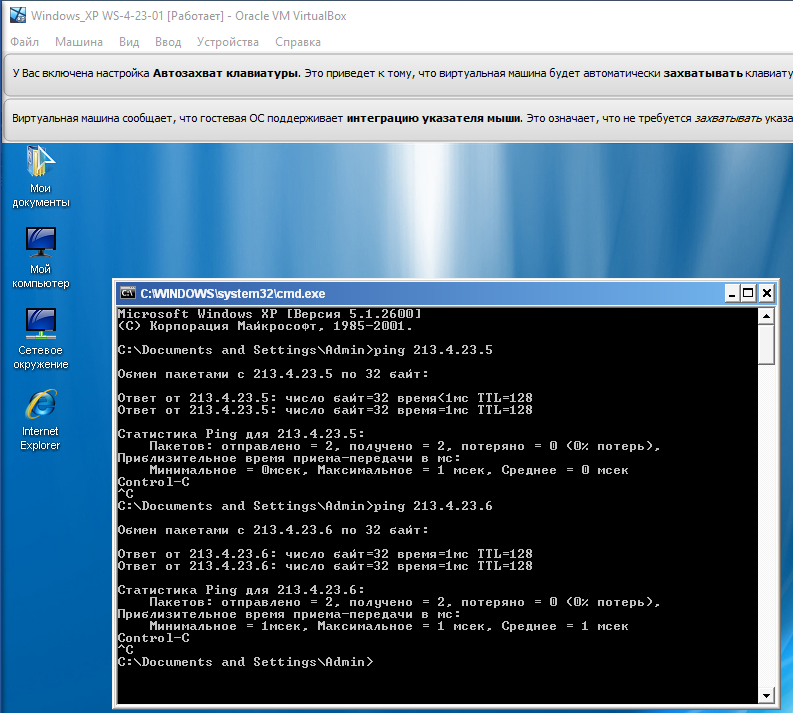 Windows_XP WS-4-23-01 [Работает] - Oracle VM VirtualBox
Файл Машина Вид Ввод Устройства Справка
У Вас включена настройка Автозахват клавиатуры. Это приведет к тому, что виртуальная машина будет автоматически захватывать клавиату
Виртуальная машина сообщает, что гостевая ОС поддерживает интеграцию указателя мыши. Это означает, что не требуется захватывать указа
Мои
документы
Мой
компьютер
Сетевое
окружение
Internet
Explorer
C:\WINDOWS\system32\cmd.exe
Microsoft Windows XP [Версия 5.1.2600]
(C) Корпорация Майкрософт, 1985-2001.
C:\Documents and Settings\Admin>ping 213.4.23.5
Обмен пакетами с 213.4.23.5 по 32 байт:
Ответ от 213.4.23.5: число байт=32 время<1мс TTL=128
Ответ от 213.4.23.5: число байт=32 время=1мс TTL=128
Статистика Ping для 213.4.23.5:
Пакетов: отправлено = 2, получено = 2, потеряно = 0 (0% потерь),
Приблизительное время приема-передачи в мс:
Минимальное = 0мсек, Максимальное = 1 мсек, Среднее = 0 мсек
Control-C
^C
C:\Documents and Settings\Admin>ping 213.4.23.6
Обмен пакетами с 213.4.23.6 по 32 байт:
Ответ от 213.4.23.6: число байт=32 время=1мс TTL=128
Ответ от 213.4.23.6: число байт=32 время=1мс TTL=128
Статистика Ping для 213.4.23.6:
Пакетов: отправлено = 2, получено = 2, потеряно = 0 (0% потерь),
Приблизительное время приема-передачи в мс:
Минимальное = 1мсек, Максимальное = 1 мсек, Среднее = 1 мсек
Control-C
^C
C:\Documents and Settings\Admin>